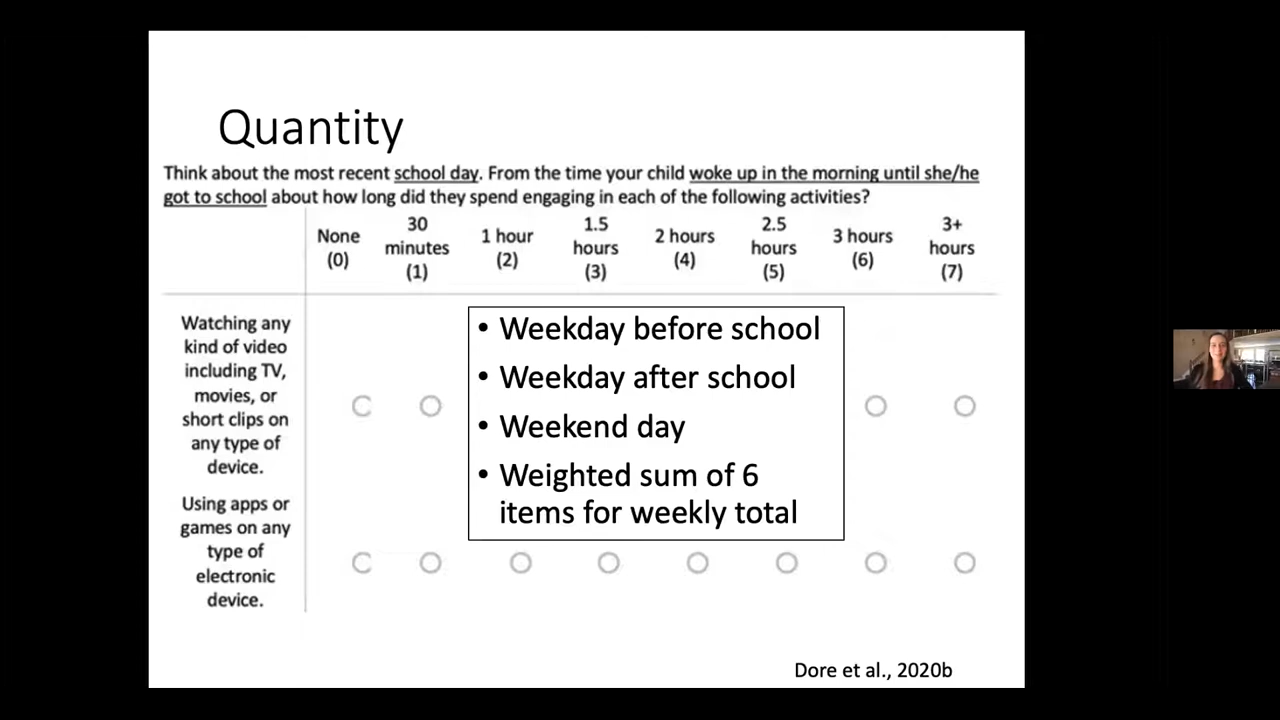 Quantity
Think about the most recent school day. From the time your child woke up in the morning until she/he
got to school about how long did they spend engaging in each of the following activities?
None
(0)
30
minutes
(1)
1 hour
(2)
1.5
hours
(3)
2 hours
(4)
2.5
hours
(5)
3 hours
(6)
3+
hours
(7)
Watching any
kind of video
including TV,
movies, or
short clips on
any type of
device.
Using apps or
games on any
type of
electronic
device.
• Weekday before school
• Weekday after school
• Weekend day
• Weighted sum of 6
items for weekly total
Dore et al., 2020b